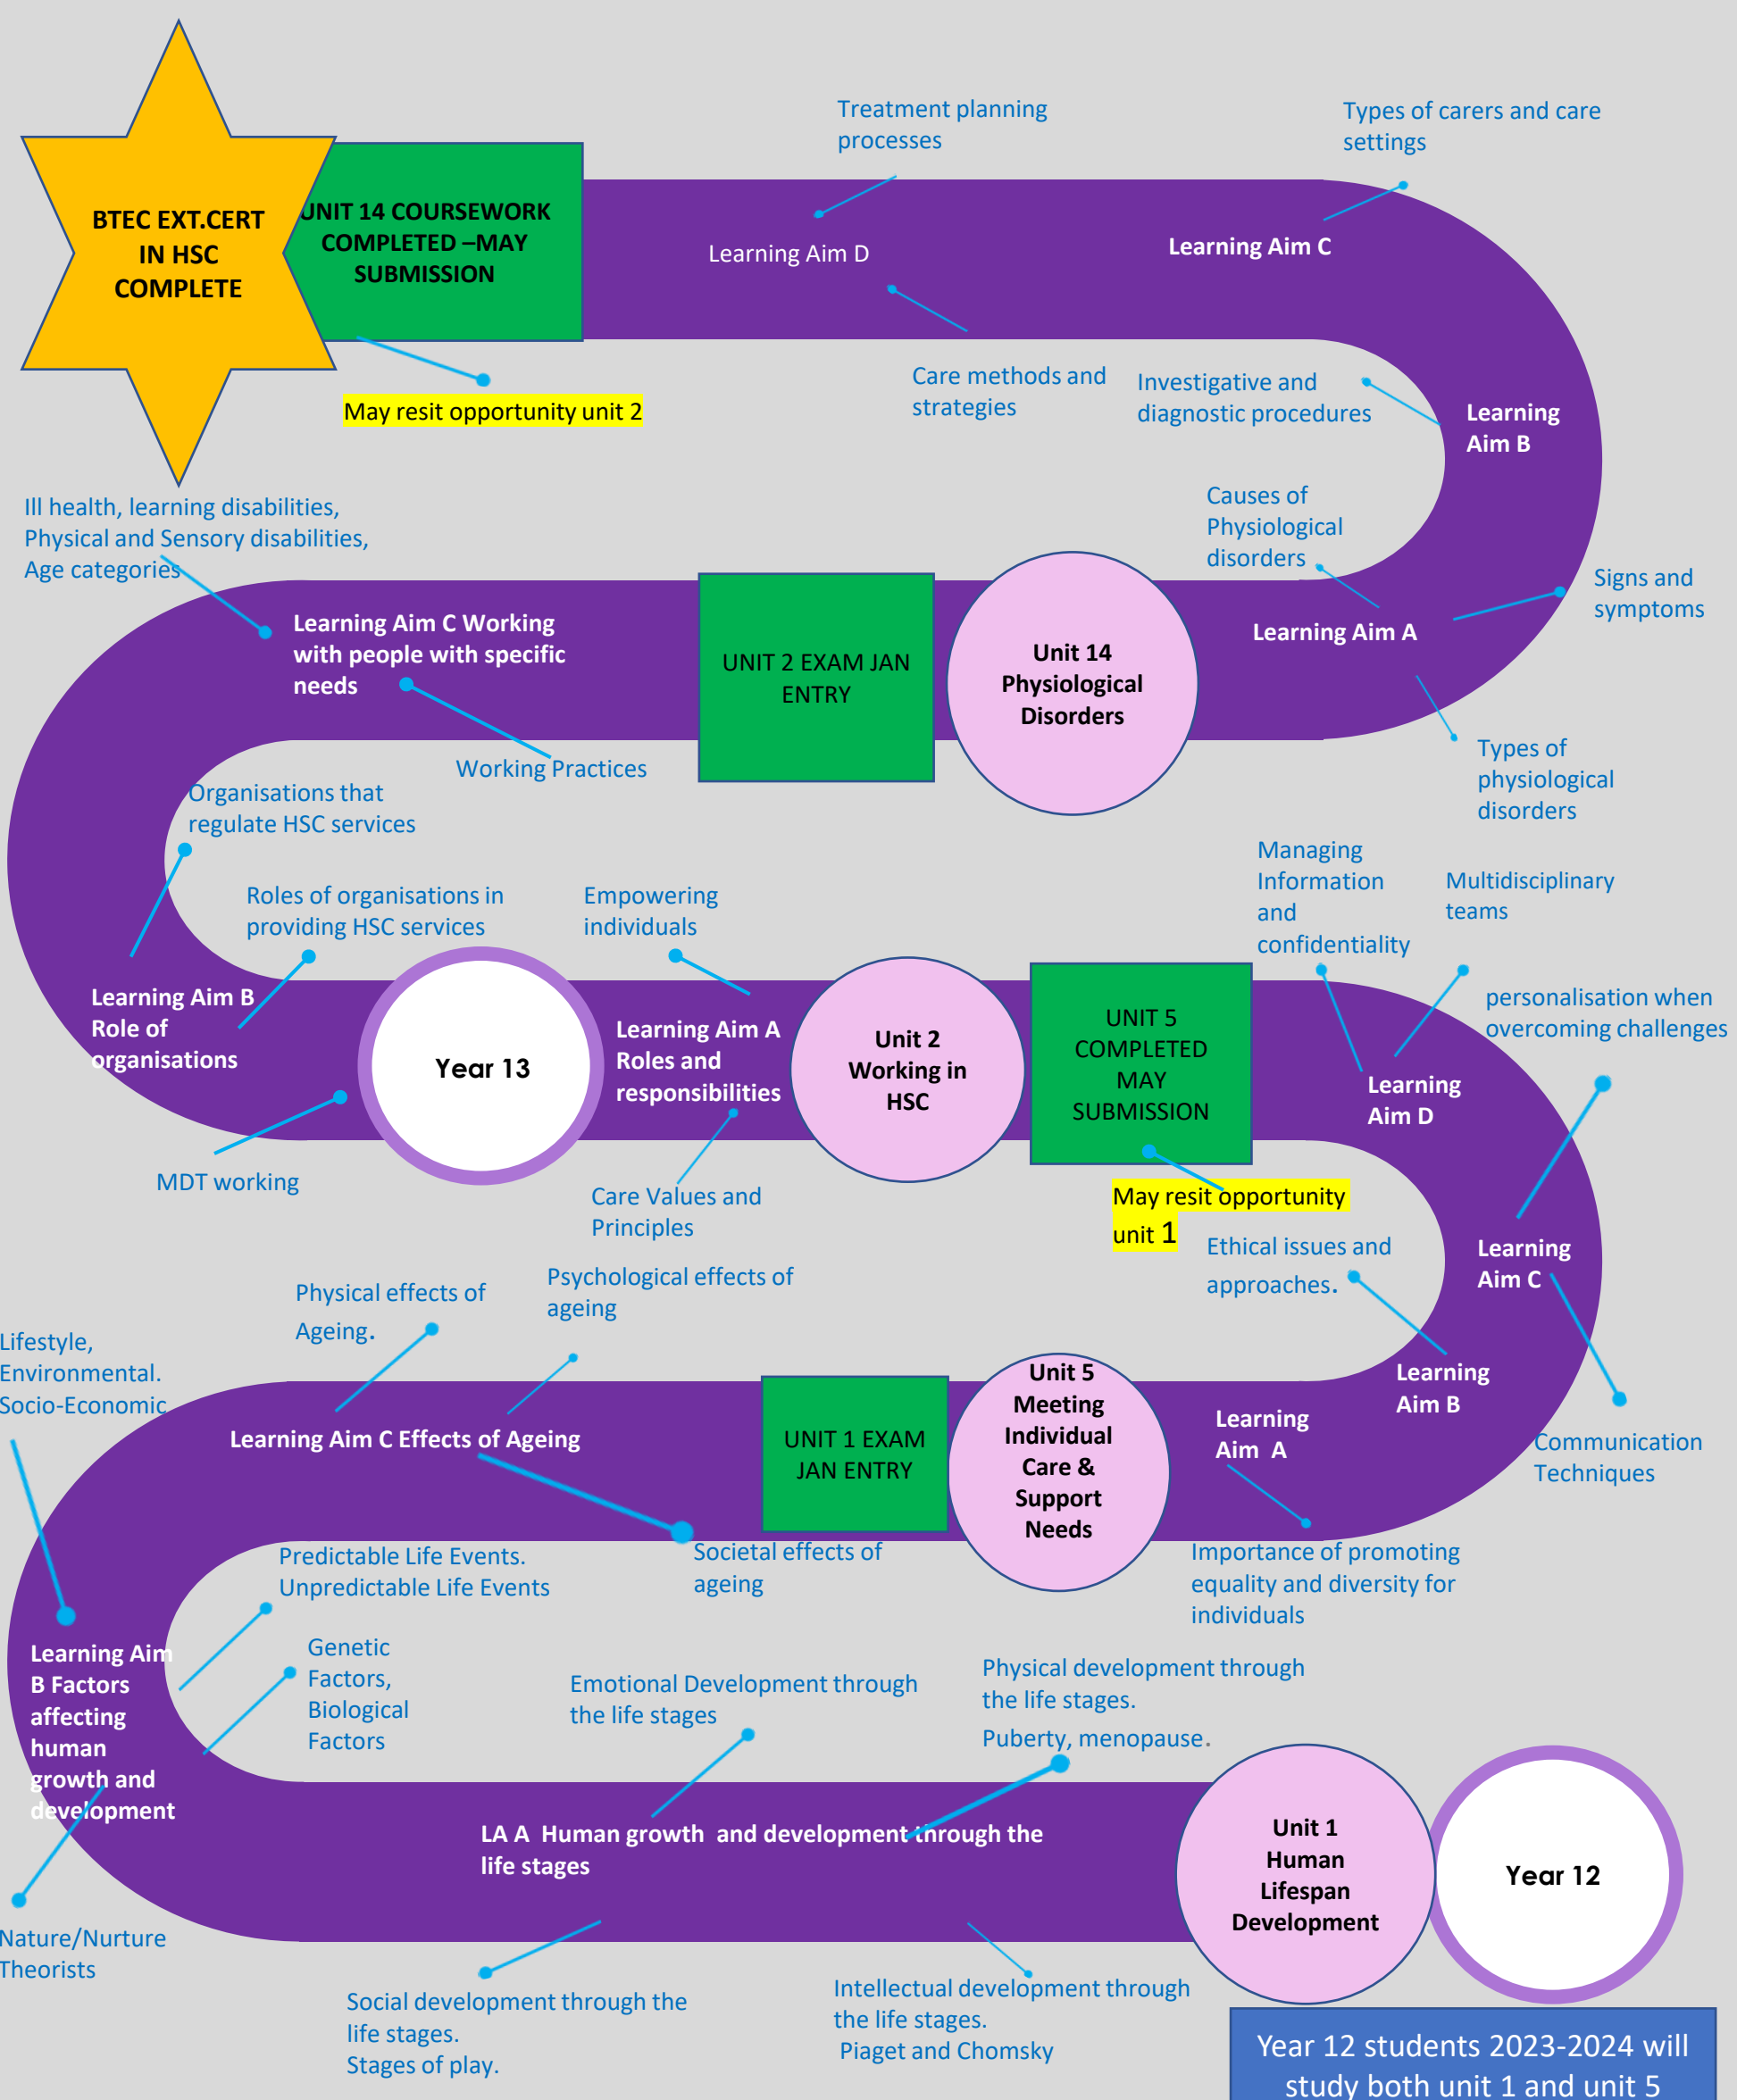 Treatment planning
processes
Types of carers and care
settings
BTEC EXT.CERT
IN HSC
COMPLETE
UNIT 14 COURSEWORK
COMPLETED –MAY
SUBMISSION
Learning Aim D
Learning Aim C
May resit opportunity unit 2
Care methods and
strategies
Investigative and
diagnostic procedures
Learning
Aim B
Ill health, learning disabilities,
Physical and Sensory disabilities,
Age categories
Causes of
Physiological
disorders
Signs and
symptoms
Learning Aim C Working
with people with specific
needs
UNIT 2 EXAM JAN
ENTRY
Unit 14
Physiological
Disorders
Learning Aim A
Working Practices
Types of
physiological
disorders
Organisations that
regulate HSC services
Roles of organisations in
providing HSC services
Empowering
individuals
Managing
Information
and
confidentiality
Multidisciplinary
teams
personalisation when
overcoming challenges
Learning Aim B
Role of
organisations
Year 13
Learning Aim A
Roles and
responsibilities
Unit 2
Working in
HSC
UNIT 5
COMPLETED
MAY
SUBMISSION
Learning
Aim D
MDT working
Care Values and
Principles
May resit opportunity
unit 1
Ethical issues and
approaches.
Learning
Aim C
Physical effects of
Ageing.
Psychological effects of
ageing
Lifestyle,
Environmental.
Socio-Economic
Learning Aim C Effects of Ageing
UNIT 1 EXAM
JAN ENTRY
Unit 5
Meeting
Individual
Care &
Support
Needs
Learning
Aim A
Learning
Aim B
Communication
Techniques
Predictable Life Events.
Unpredictable Life Events
Societal effects of
ageing
Importance of promoting
equality and diversity for
individuals
Learning Aim
B Factors
affecting
human
growth and
development
Genetic
Factors,
Biological
Factors
Emotional Development through
the life stages
Physical development through
the life stages.
Puberty, menopause.
LA A Human growth and development through the
life stages
Unit 1
Human
Lifespan
Development
Year 12
Nature/Nurture
Theorists
Social development through the
life stages.
Stages of play.
Intellectual development through
the life stages.
Piaget and Chomsky
Year 12 students 2023-2024 will
study both unit 1 and unit 5